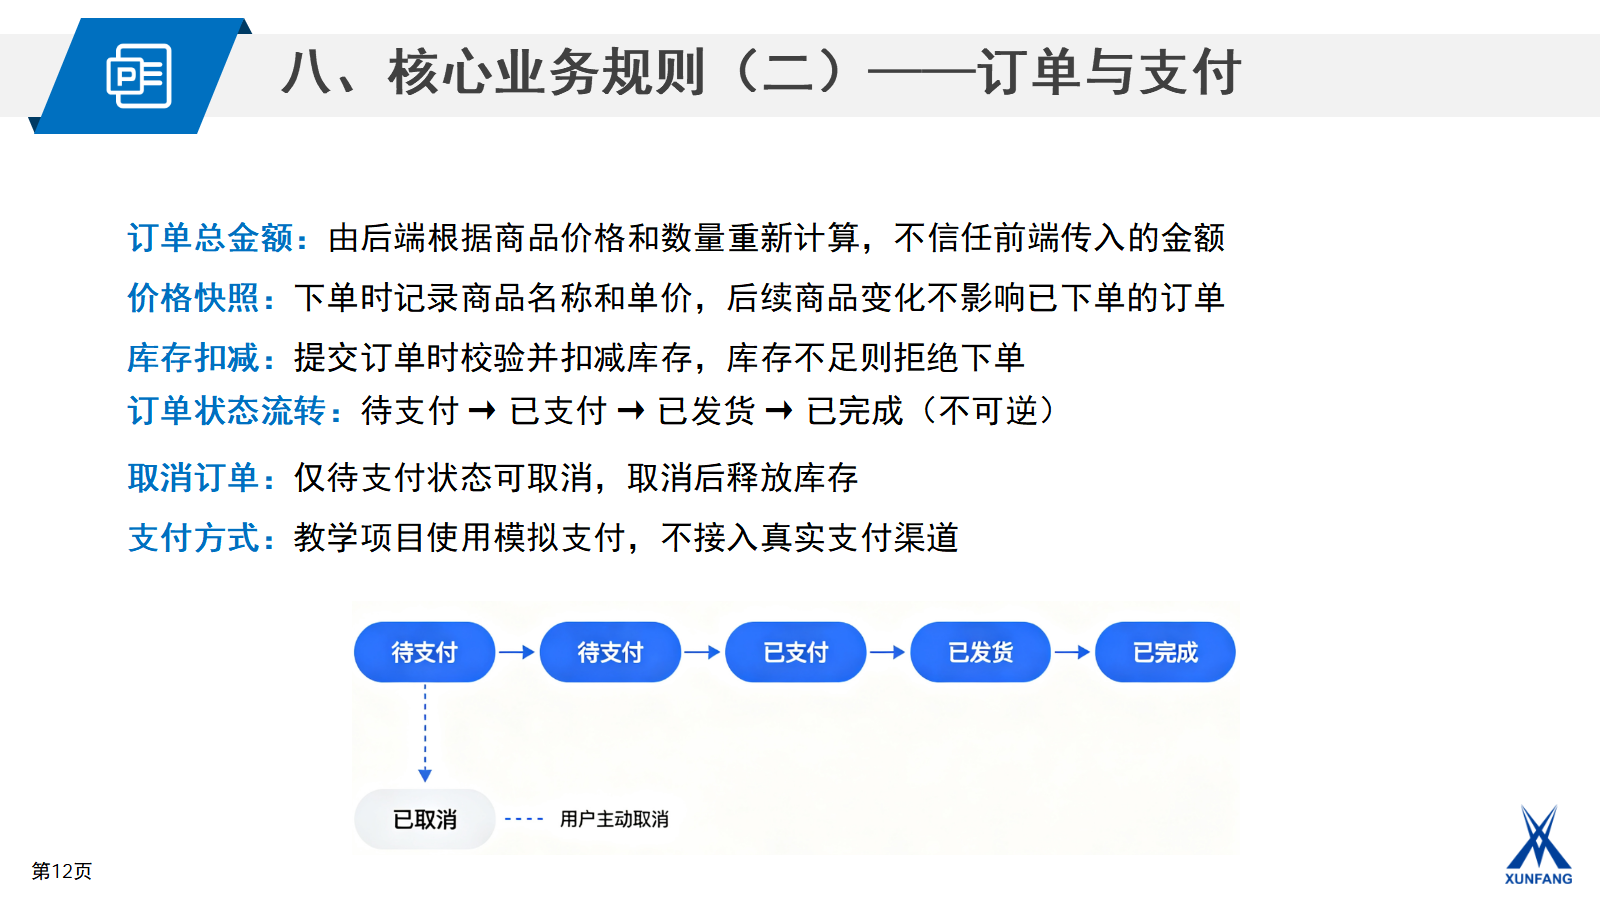 八、核心业务规则（二）——订单与支付
订单总金额：由后端根据商品价格和数量重新计算，不信任前端传入的金额
价格快照：下单时记录商品名称和单价，后续商品变化不影响已下单的订单
库存扣减：提交订单时校验并扣减库存，库存不足则拒绝下单
订单状态流转：待支付 → 已支付 → 已发货 → 已完成（不可逆）
取消订单：仅待支付状态可取消，取消后释放库存
支付方式：教学项目使用模拟支付，不接入真实支付渠道
待支付 待支付 已支付 已发货 已完成
已取消 用户主动取消
第12页
XUNFANG